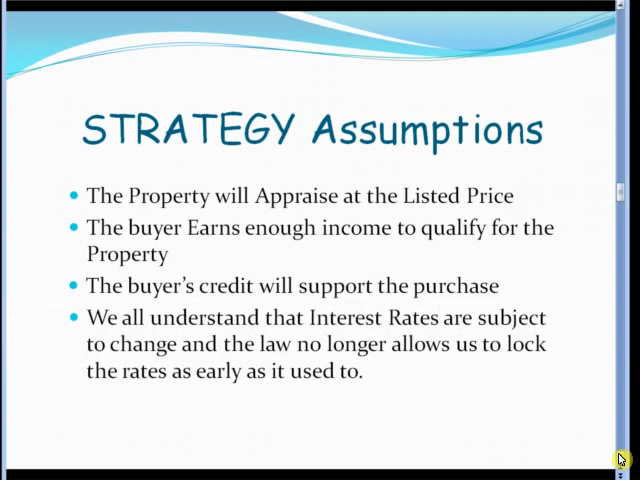 STRATEGY Assumptions
The Property will Appraise at the Listed Price
The buyer Earns enough income to qualify for the
Property
The buyer's credit will support the purchase
We all understand that Interest Rates are subject
to change and the law no longer allows us to lock
the rates as early as it used to.